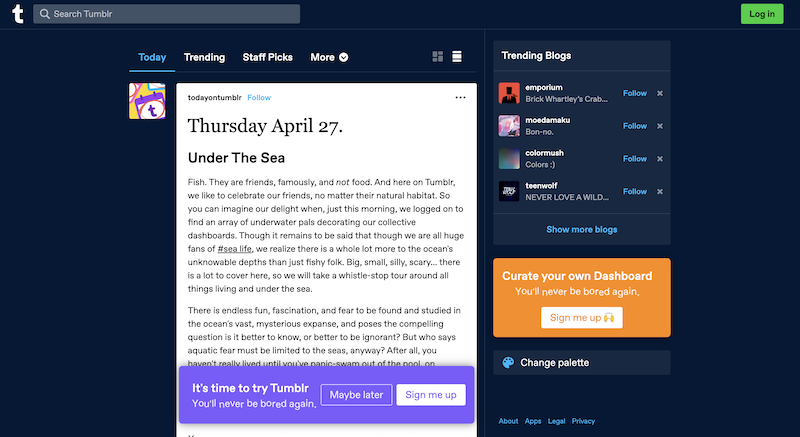 t
Search Tumblr
Log in
Today
Trending
Staff Picks
More
todayontumblr Follow
Thursday April 27.
Under The Sea
Fish. They are friends, famously, and not food. And here on Tumblr,
we like to celebrate our friends, no matter their natural habitat. So
you can imagine our delight when, just this morning, we logged on to
find an array of underwater pals decorating our collective
dashboards. Though it remains to be said that though we are all huge
fans of #sea life, we realize there is a whole lot more to the ocean's
unknowable depths than just fishy folk. Big, small, silly, scary... there
is a lot to cover here, so we will take a whistle-stop tour around all
things living and under the sea.
There is endless fun, fascination, and fear to be found and studied in
the ocean's vast, mysterious expanse, and poses the compelling
question is it better to know, or better to be ignorant? But who says
aquatic fear must be limited to the seas, anyway? After all, you
haven't really lived until you've panic-swam out of the pool, on
It's time to try Tumblr
You'll never be bored again.
Maybe later
Sign me up
Trending Blogs
emporium
Brick Whartley's Crab...
Follow
moedamaku
Bon-no.
Follow
colormush
Colors :)
Follow
teenwolf
NEVER LOVE A WILD...
Follow
Show more blogs
Curate your own Dashboard
You'll never be bored again.
Sign me up
Change palette
About Apps Legal Privacy